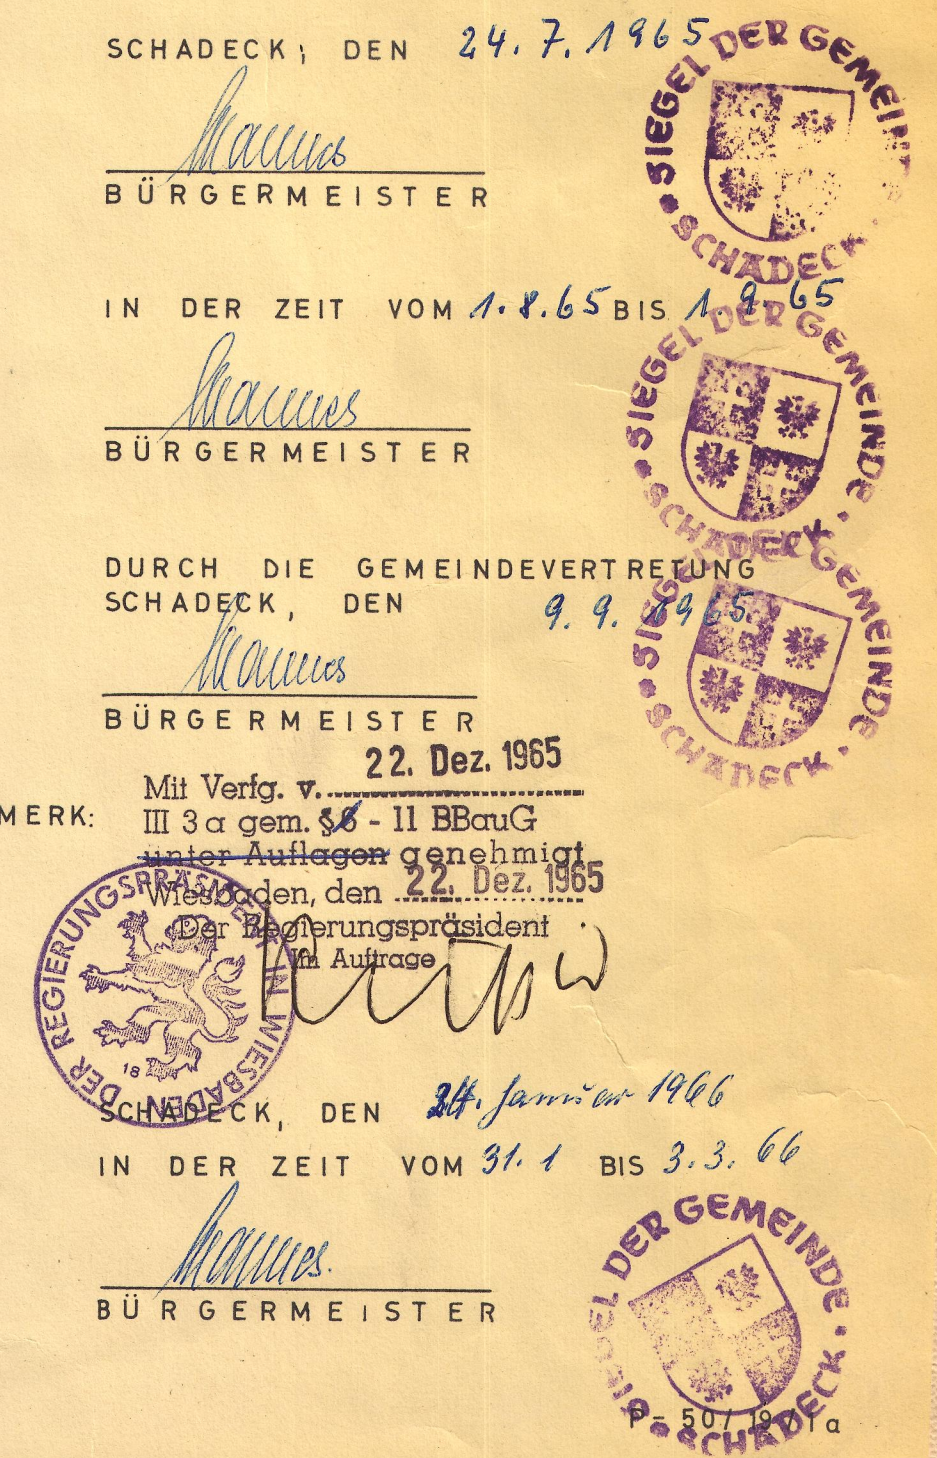 SCHADECK, DEN 24.7.1965
BÜRGERMEISTER
SIEGEL DER GEMEINDE
SCHADECK
IN DER ZEIT VOM 1.8.65 BIS 1.9.65
BÜRGERMEISTER
SIEGEL DER GEMEINDE
SCHADECK
DURCH DIE GEMEINDEVERTRETUNG
SCHADECK, DEN 9.9.1965
BÜRGERMEISTER
SIEGEL DER GEMEINDE
SCHADECK
22. Dez. 1965
Mit Verfg. v.
MERK: III 3a gem. §6 - 11 BBauG
unter Auflagen genehmigt
Wiesbaden, den 22. Dez. 1965
Der Regierungspräsident
Im Auftrage
DER REGIERUNGSPRÄSIDENT IN WIESBADEN
18
SCHADECK, DEN 24. Januar 1966
IN DER ZEIT VOM 31.1 BIS 3.3.66
BÜRGERMEISTER
SIEGEL DER GEMEINDE
SCHADECK
P-50/19/1a